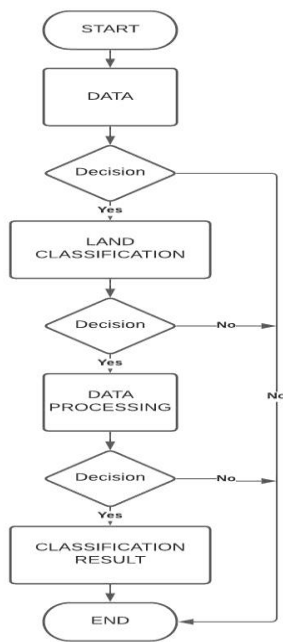 START
DATA
Decision
Yes
LAND
CLASSIFICATION
Decision
No
Yes
DATA
PROCESSING
No
Decision
No
Yes
CLASSIFICATION
RESULT
END